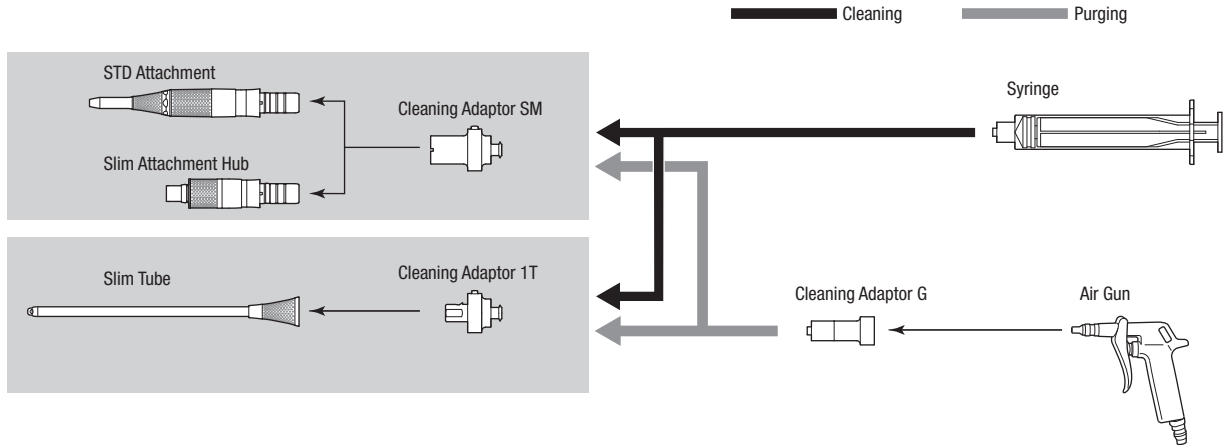 Cleaning
Purging
STD Attachment
Cleaning Adaptor SM
Syringe
Slim Attachment Hub
Slim Tube
Cleaning Adaptor 1T
Cleaning Adaptor G
Air Gun